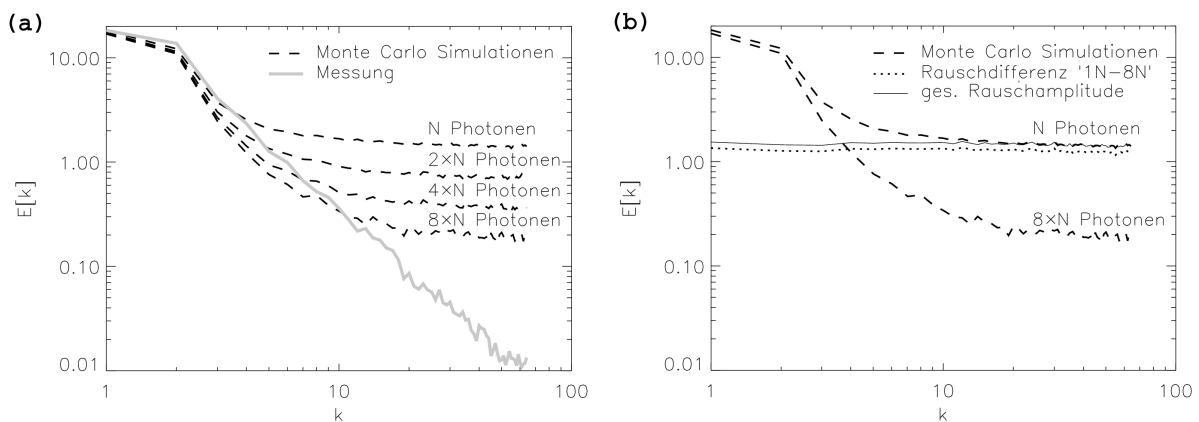 (a)
10.00
1.00
0.10
0.01
E[k]
Monte Carlo Simulationen
Messung
N Photonen
2×N Photonen
4×N Photonen
8×N Photonen
1
10
100
k
(b)
10.00
1.00
0.10
0.01
E[k]
Monte Carlo Simulationen
Rauschdifferenz '1N−8N'
ges. Rauschamplitude
N Photonen
8×N Photonen
1
10
100
k